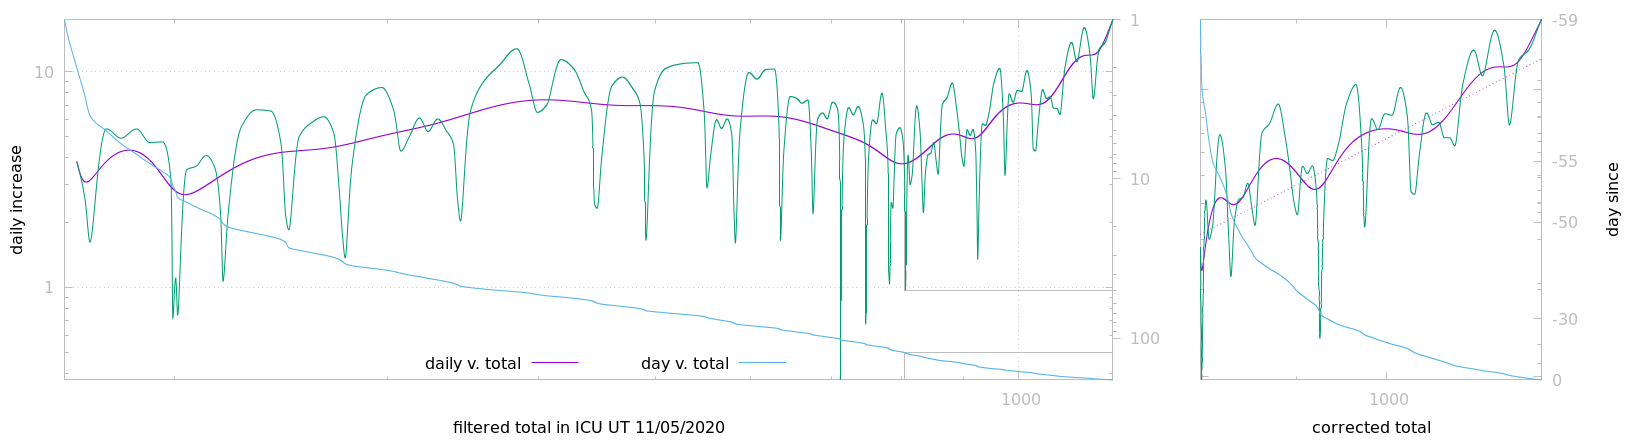 1
-59
10
daily increase
-55
10
day since
-50
1
-30
100
daily v. total
day v. total
0
1000
1000
filtered total in ICU UT 11/05/2020
corrected total